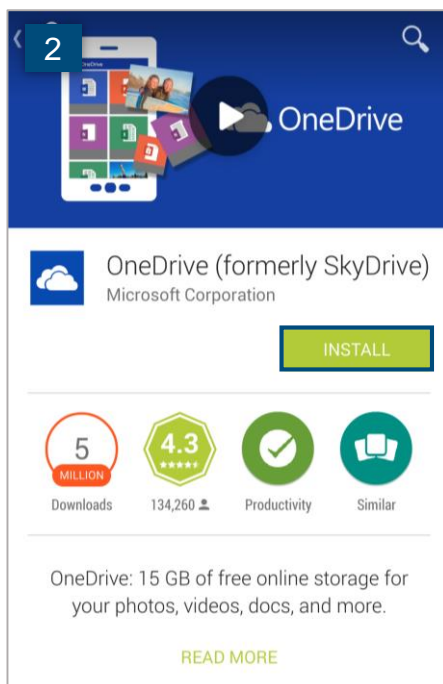 2
OneDrive
OneDrive (formerly SkyDrive)
Microsoft Corporation
INSTALL
5
MILLION
Downloads
4.3
134,260
Productivity
Similar
OneDrive: 15 GB of free online storage for
your photos, videos, docs, and more.
READ MORE